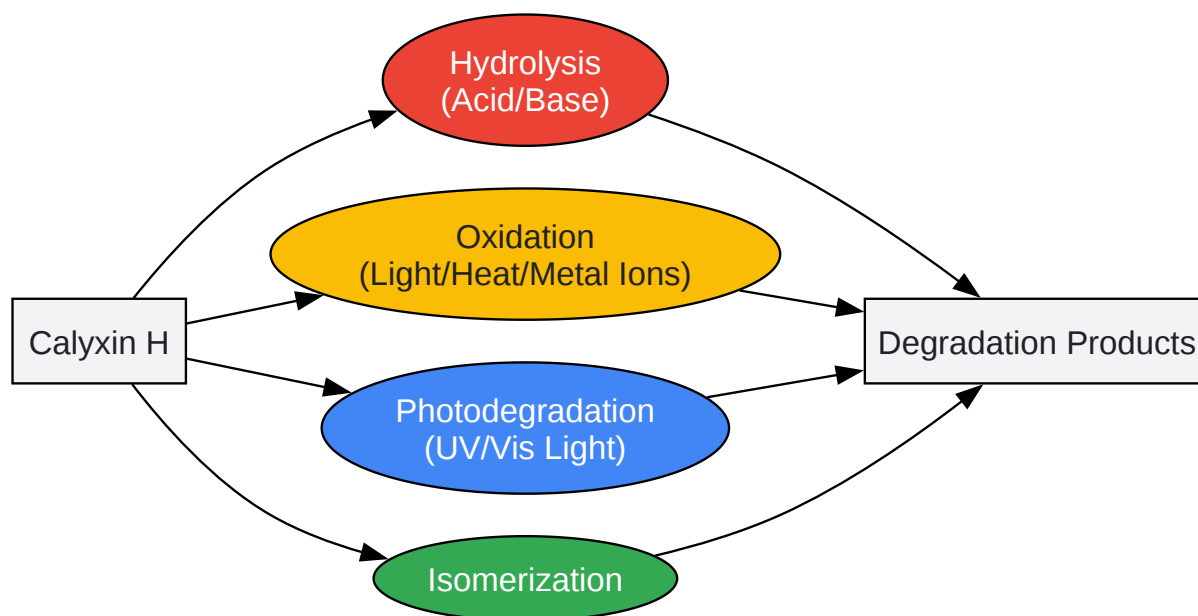 Hydrolysis
(Acid/Base)
Oxidation
(Light/Heat/Metal Ions)
Calyxin H
Degradation Products
Photodegradation
(UV/Vis Light)
Isomerization